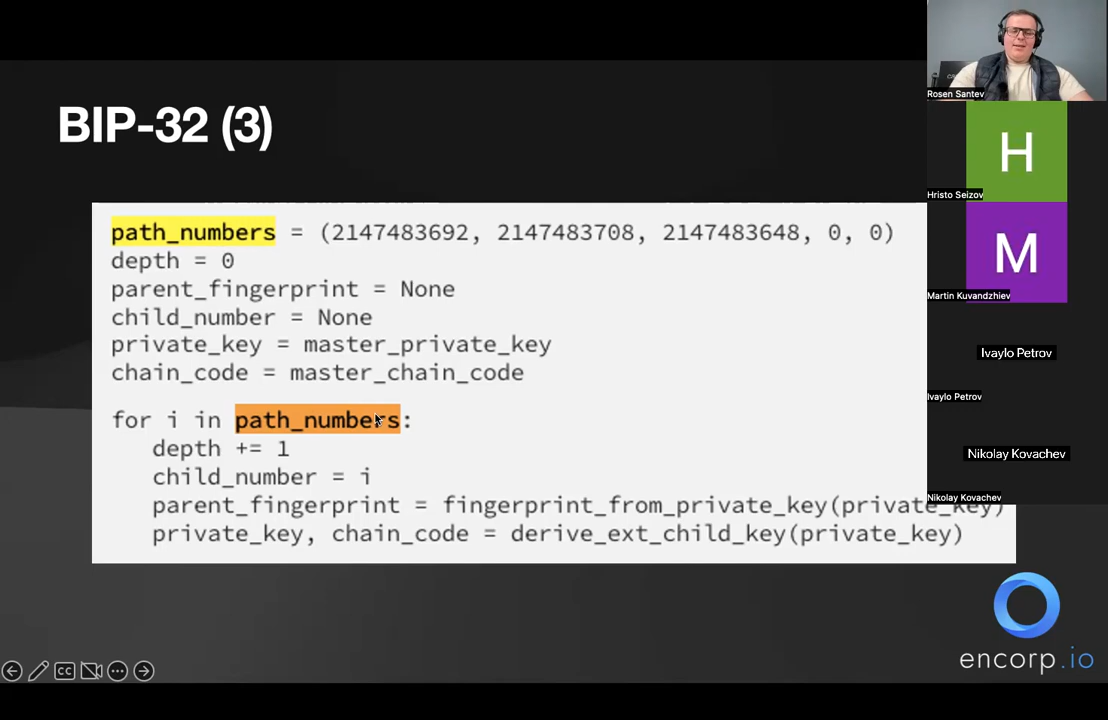 BIP-32 (3)
path_numbers = (2147483692, 2147483708, 2147483648, 0, 0)
depth = 0
parent_fingerprint = None
child_number = None
private_key = master_private_key
chain_code = master_chain_code
for i in path_numbers:
depth += 1
child_number = i
parent_fingerprint = fingerprint_from_private_key(private_key)
private_key, chain_code = derive_ext_child_key(private_key)
Rosen Santev
H
Hristo Seizov
M
Martin Kuvandzhiev
Ivaylo Petrov
Ivaylo Petrov
Nikolay Kovachev
Nikolay Kovachev
CC
encorp.io